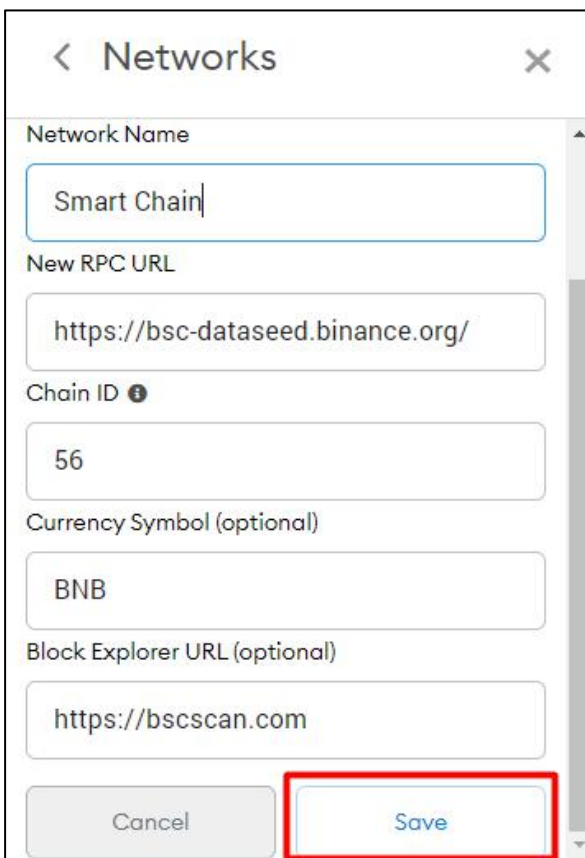 Networks
Network Name
Smart Chain
New RPC URL
https://bsc-dataseed.binance.org/
Chain ID
56
Currency Symbol (optional)
BNB
Block Explorer URL (optional)
https://bscscan.com
Cancel Save